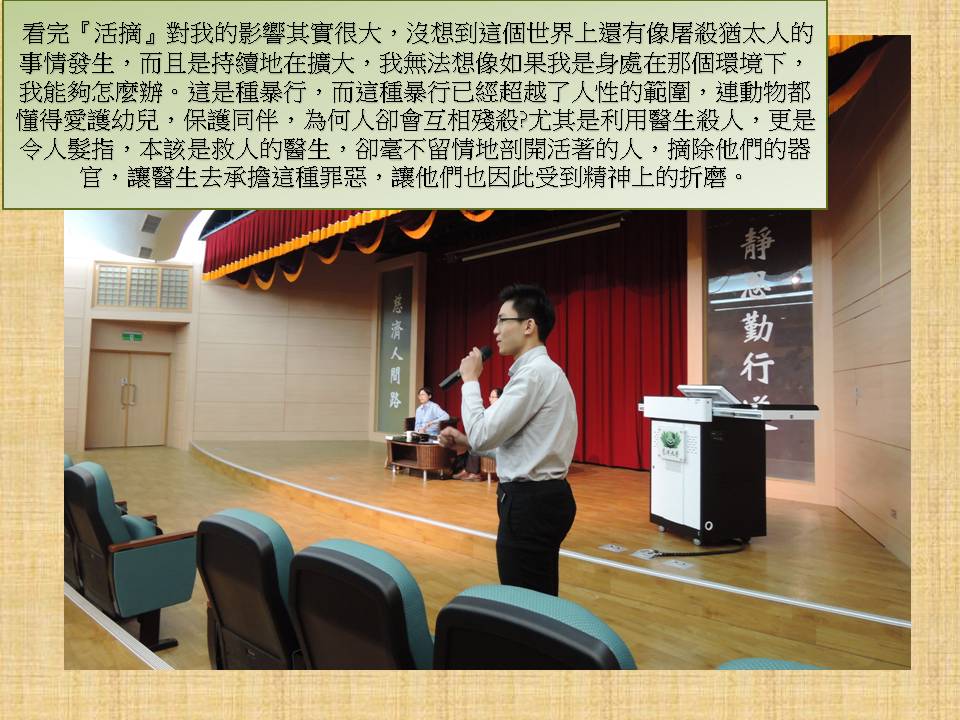 看完『活摘』對我的影響其實很大，沒想到這個世界上還有像屠殺猶太人的
事情發生，而且是持續地在擴大，我無法想像如果我是身處在那個環境下，
我能夠怎麼辦。這是種暴行，而這種暴行已經超越了人性的範圍，連動物都
懂得愛護幼兒，保護同伴，為何人卻會互相殘殺?尤其是利用醫生殺人，更是
令人髮指，本該是救人的醫生，卻毫不留情地剖開活著的人，摘除他們的器
官，讓醫生去承擔這種罪惡，讓他們也因此受到精神上的折磨。
慈濟人間路
靜思勤行道